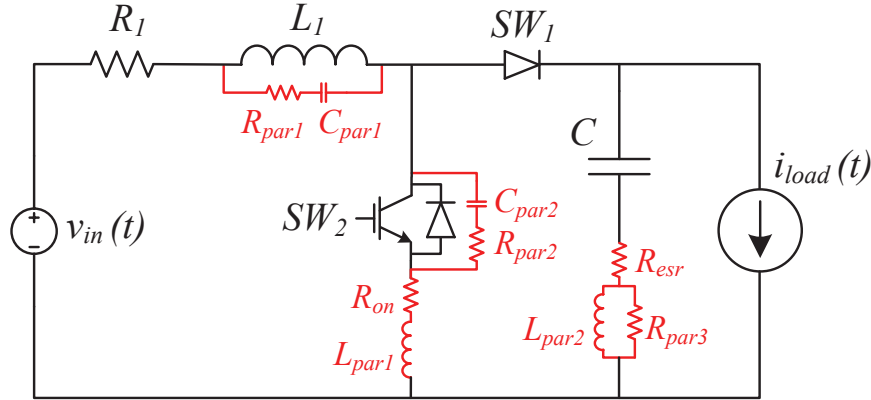 R1
L1
SW1
Rpar1
Cpar1
C
iload(t)
vin(t)
SW2
Cpar2
Rpar2
Resr
Ron
Lpar2
Rpar3
Lpar1